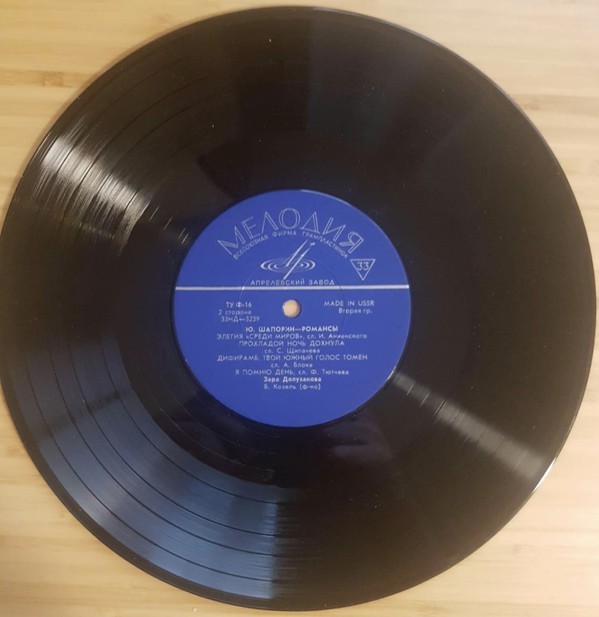 МЕЛОДИЯ
ВСЕСОЮЗНАЯ ФИРМА ГРАМПЛАСТИНОК
33
АПРЕЛЕВСКИЙ ЗАВОД
ТУ Ф-16 MADE IN USSR
2 сторона Вторая гр.
33НД—3239
Ю. ШАПОРИН—РОМАНСЫ
ЭЛЕГИЯ «СРЕДИ МИРОВ», сл. И. Анненского
ПРОХЛАДОЙ НОЧЬ ДОХНУЛА
сл. С. Щипачева
ДИФИРАМБ, ТВОЙ ЮЖНЫЙ ГОЛОС ТОМЕН
сл. А. Блока
Я ПОМНЮ ДЕНЬ, сл. Ф. Тютчева
Зара Долуханова
Б. Козель (ф-но)